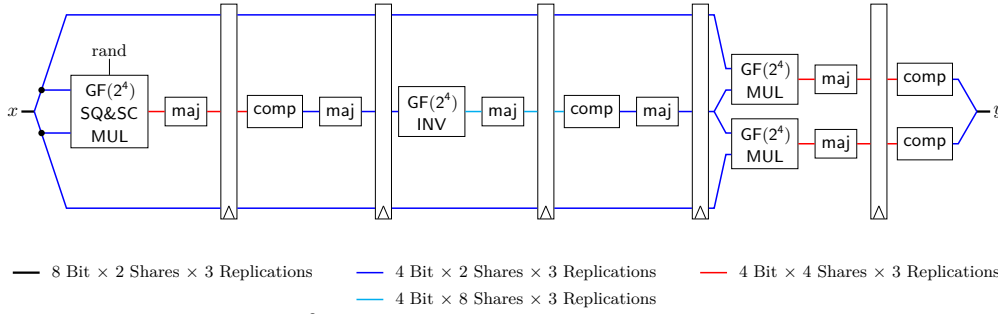 rand
x
GF(2⁴)
SQ&SC
MUL
maj
comp
maj
GF(2⁴)
INV
maj
comp
maj
GF(2⁴)
MUL
maj
comp
GF(2⁴)
MUL
maj
comp
y
8 Bit × 2 Shares × 3 Replications
4 Bit × 2 Shares × 3 Replications
4 Bit × 4 Shares × 3 Replications
4 Bit × 8 Shares × 3 Replications